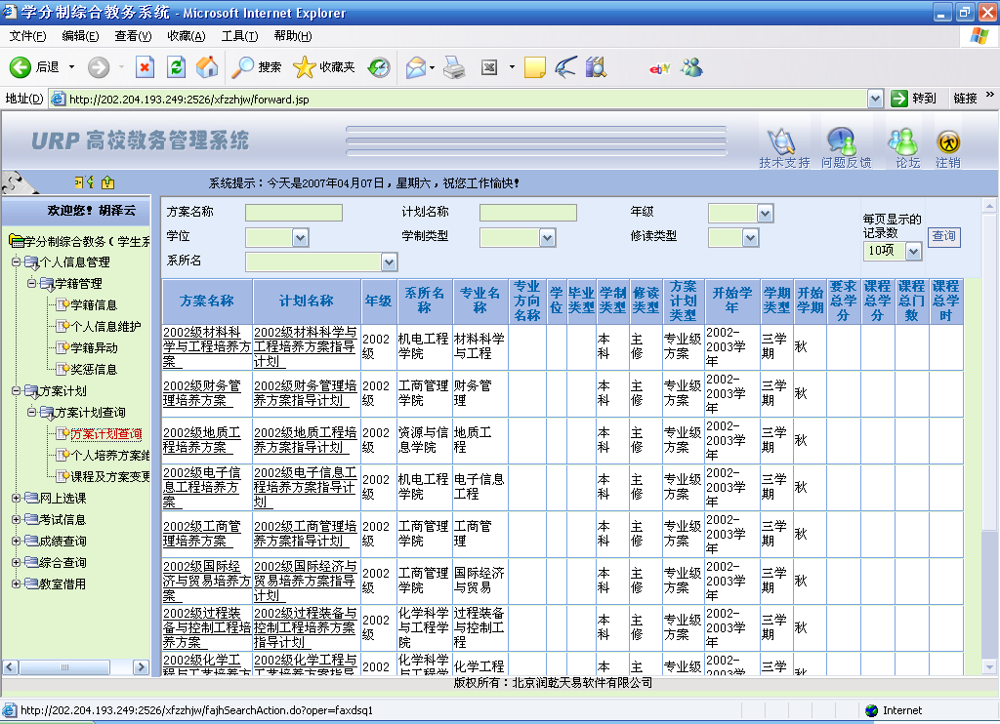 学分制综合教务系统 - Microsoft Internet Explorer
文件(F) 编辑(E) 查看(V) 收藏(A) 工具(T) 帮助(H)
后退 搜索 收藏夹 ebY
地址(D) http://202.204.193.249:2526/xfzzhjw/forward.jsp 转到 链接 »
URP 高校教务管理系统
技术支持 问题反馈 论坛 注销
系统提示：今天是2007年04月07日，星期六，祝您工作愉快！
欢迎您！胡泽云
学分制综合教务（学生系
个人信息管理
学籍管理
学籍信息
个人信息维护
学籍异动
奖惩信息
方案计划
方案计划查询
方案计划查询
个人培养方案维
课程及方案变更
网上选课
考试信息
成绩查询
综合查询
教室借用
方案名称 计划名称 年级
学位 学制类型 修读类型
系所名
每页显示的
记录数
10项 查询
方案名称 计划名称 年级 系所名称 专业名称 专业方向名称 学位 毕业类型 学制类型 修读类型 方案计划类型 开始学年 学期类型 开始学期 要求总学分 课程总学分 课程总门数 课程总学时
2002级材料科学与工程培养方案 2002级材料科学与工程培养方案指导计划 2002级 机电工程学院 材料科学与工程 本科 主修 专业级方案 2002-2003学年 三学期 秋
2002级财务管理培养方案 2002级财务管理培养方案指导计划 2002级 工商管理学院 财务管理 本科 主修 专业级方案 2002-2003学年 三学期 秋
2002级地质工程培养方案 2002级地质工程培养方案指导计划 2002级 资源与信息学院 地质工程 本科 主修 专业级方案 2002-2003学年 三学期 秋
2002级电子信息工程培养方案 2002级电子信息工程培养方案指导计划 2002级 机电工程学院 电子信息工程 本科 主修 专业级方案 2002-2003学年 三学期 秋
2002级工商管理培养方案 2002级工商管理培养方案指导计划 2002级 工商管理学院 工商管理 本科 主修 专业级方案 2002-2003学年 三学期 秋
2002级国际经济与贸易培养方案 2002级国际经济与贸易培养方案指导计划 2002级 工商管理学院 国际经济与贸易 本科 主修 专业级方案 2002-2003学年 三学期 秋
2002级过程装备与控制工程培养方案 2002级过程装备与控制工程培养方案指导计划 2002级 化学科学与工程学院 过程装备与控制工程 本科 主修 专业级方案 2002-2003学年 三学期 秋
2002级化学工程与工艺培养方 2002级化学工程与工艺培养方案指导 2002 化学科学与工程学 化学工程 本科 主修 专业级方案 2002-2003学 三学期 秋
版权所有：北京润乾天易软件有限公司
http://202.204.193.249:2526/xfzzhjw/fajhSearchAction.do?oper=faxdsq1 Internet